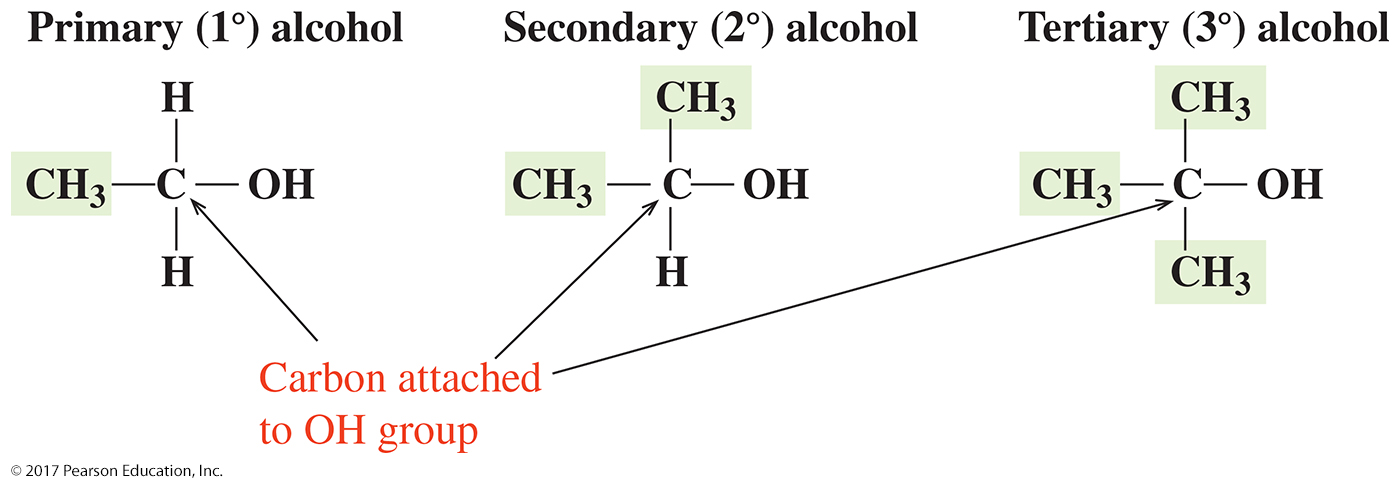 Primary (1°) alcohol Secondary (2°) alcohol Tertiary (3°) alcohol
H CH₃ CH₃
CH₃ C OH CH₃ C OH CH₃ C OH
H H CH₃
Carbon attached
to OH group
© 2017 Pearson Education, Inc.